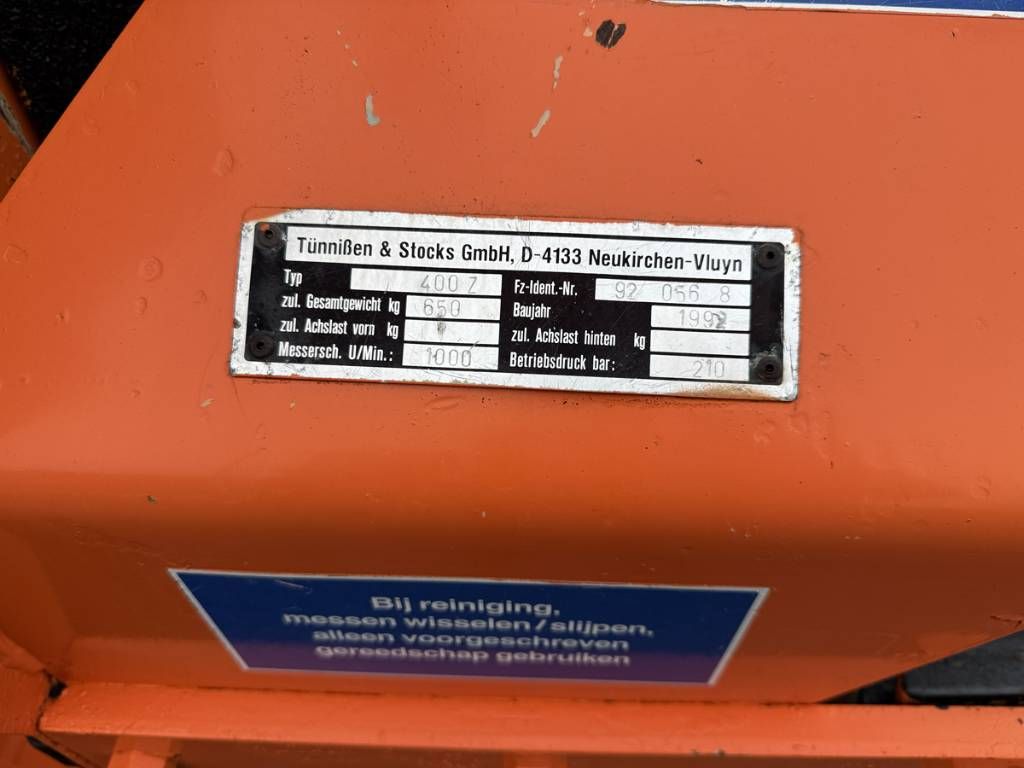 Tünnißen & Stocks GmbH, D-4133 Neukirchen-Vluyn
Typ 400 Z Fz-Ident.-Nr. 92 056 8
zul. Gesamtgewicht kg 650 Baujahr 1992
zul. Achslast vorn kg zul. Achslast hinten kg
Messersch. U/Min.: 1000 Betriebsdruck bar: 210
Bij reiniging,
messen wisselen/slijpen,
alleen voorgeschreven
gereedschap gebruiken